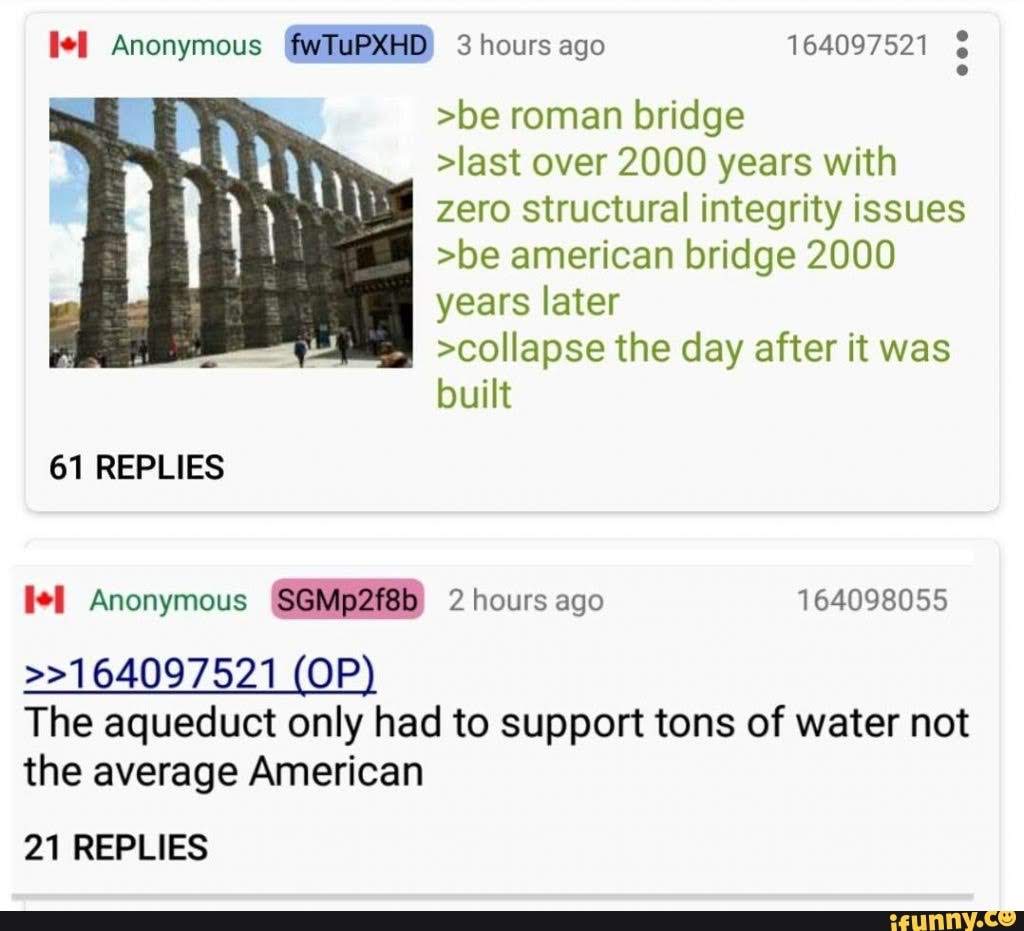 Anonymous fwTuPXHD 3 hours ago 164097521
>be roman bridge
>last over 2000 years with
zero structural integrity issues
>be american bridge 2000
years later
>collapse the day after it was
built
61 REPLIES
Anonymous SGMp2f8b 2 hours ago 164098055
>>164097521 (OP)
The aqueduct only had to support tons of water not
the average American
21 REPLIES
ifunny.co